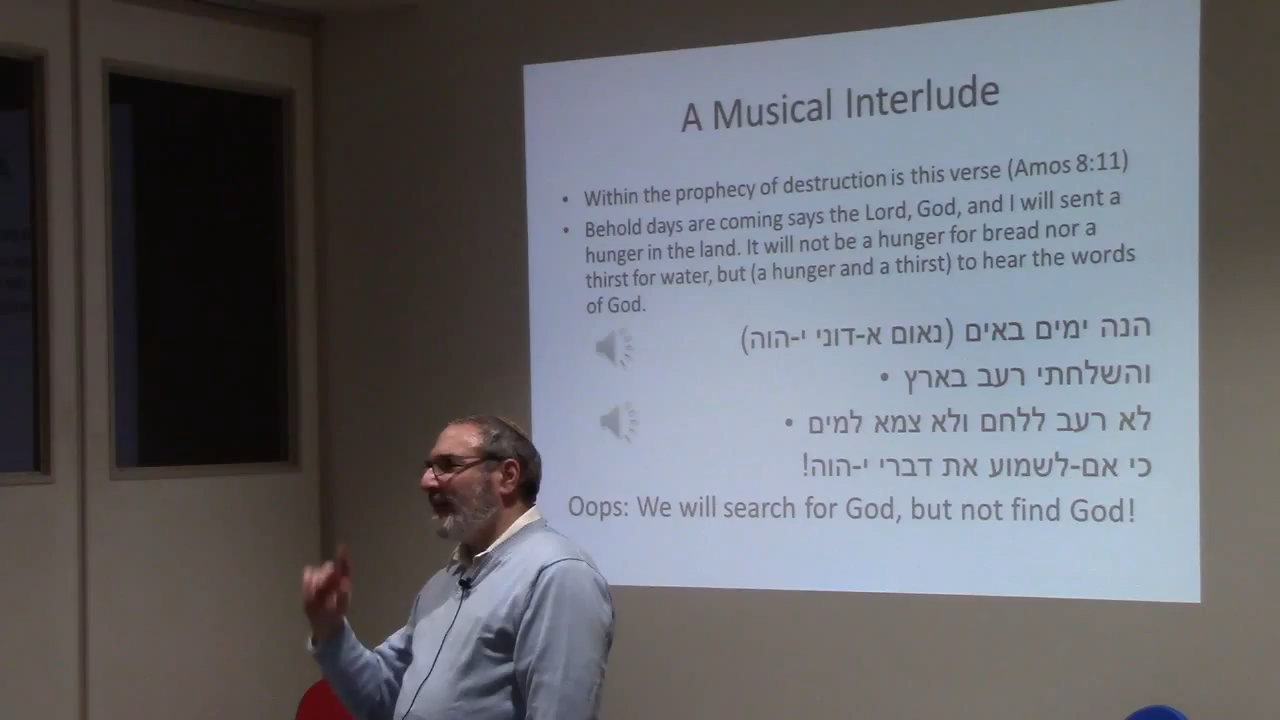 A Musical Interlude
• Within the prophecy of destruction is this verse (Amos 8:11)
• Behold days are coming says the Lord, God, and I will sent a
hunger in the land. It will not be a hunger for bread nor a
thirst for water, but (a hunger and a thirst) to hear the words
of God.
הנה ימים באים (נאום א-דוני י-הוה)
והשלחתי רעב בארץ •
לא רעב ללחם ולא צמא למים •
כי אם-לשמוע את דברי י-הוה!
Oops: We will search for God, but not find God!